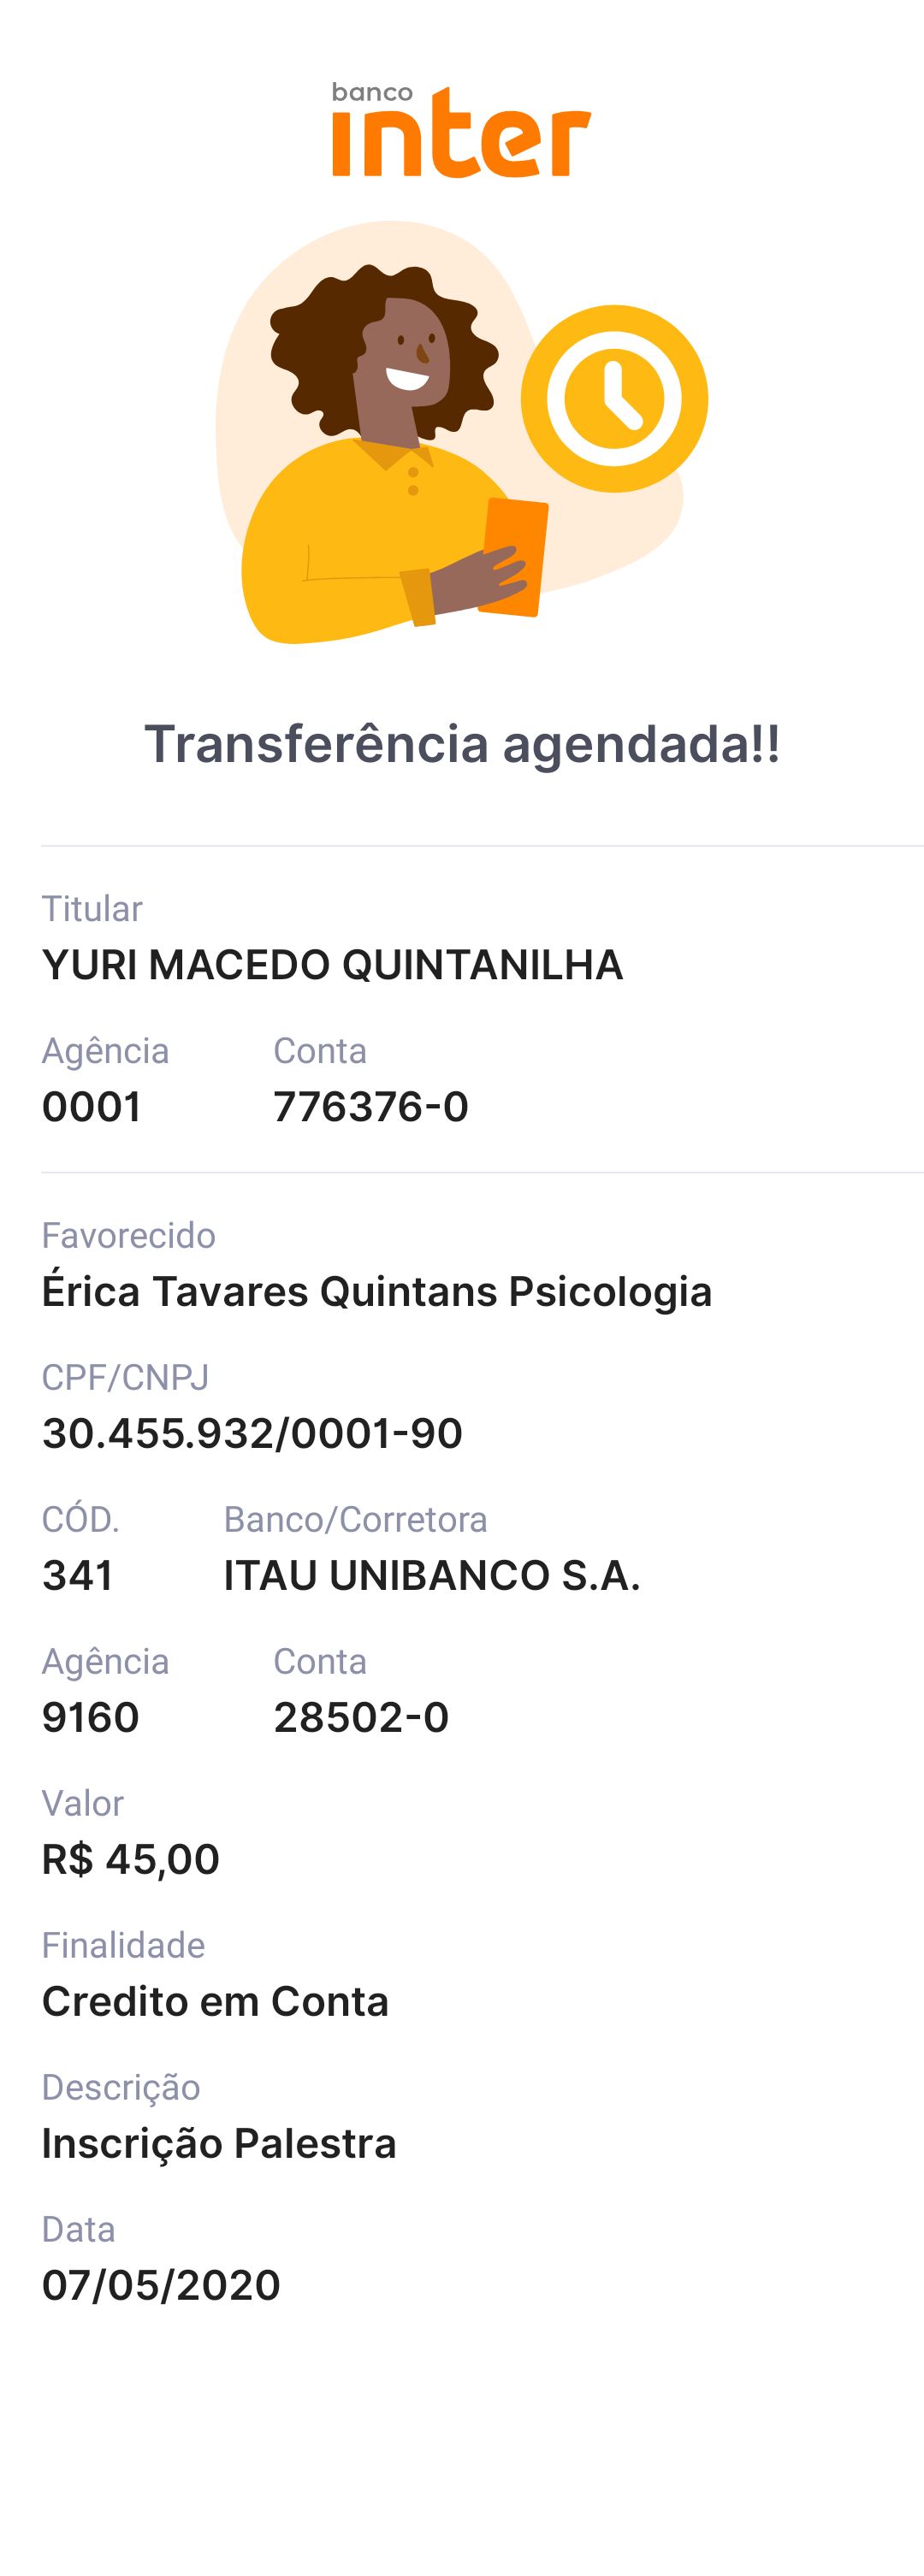 banco
inter
Transferência agendada!!
Titular
YURI MACEDO QUINTANILHA
Agência Conta
0001 776376-0
Favorecido
Érica Tavares Quintans Psicologia
CPF/CNPJ
30.455.932/0001-90
CÓD. Banco/Corretora
341 ITAU UNIBANCO S.A.
Agência Conta
9160 28502-0
Valor
R$ 45,00
Finalidade
Credito em Conta
Descrição
Inscrição Palestra
Data
07/05/2020